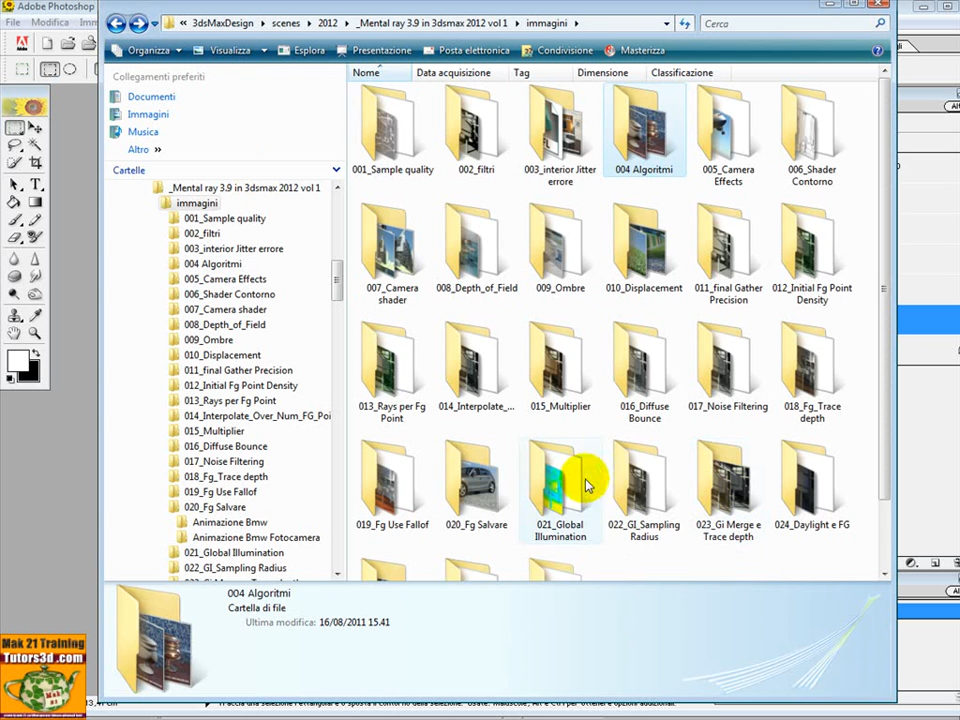 Adobe Photoshop
File Modifica
« 3dsMaxDesign scenes 2012 _Mental ray 3.9 in 3dsmax 2012 vol 1 immagini
Cerca
Organizza Visualizza Esplora Presentazione Posta elettronica Condivisione Masterizza
Collegamenti preferiti
Documenti
Immagini
Musica
Altro »
Cartelle
_Mental ray 3.9 in 3dsmax 2012 vol 1
immagini
001_Sample quality
002_filtri
003_interior Jitter errore
004 Algoritmi
005_Camera Effects
006_Shader Contorno
007_Camera shader
008_Depth_of_Field
009_Ombre
010_Displacement
011_final Gather Precision
012_Initial Fg Point Density
013_Rays per Fg Point
014_Interpolate_Over_Num_FG_Poi
015_Multiplier
016_Diffuse Bounce
017_Noise Filtering
018_Fg_Trace depth
019_Fg Use Fallof
020_Fg Salvare
Animazione Bmw
Animazione Bmw Fotocamera
021_Global Illumination
022_GI_Sampling Radius
Nome Data acquisizione Tag Dimensione Classificazione
001_Sample quality
002_filtri
003_interior Jitter
errore
004 Algoritmi
005_Camera
Effects
006_Shader
Contorno
007_Camera
shader
008_Depth_of_Field
009_Ombre
010_Displacement
011_final Gather
Precision
012_Initial Fg Point
Density
013_Rays per Fg
Point
014_Interpolate_...
015_Multiplier
016_Diffuse
Bounce
017_Noise Filtering
018_Fg_Trace
depth
019_Fg Use Fallof
020_Fg Salvare
021_Global
Illumination
022_GI_Sampling
Radius
023_Gi Merge e
Trace depth
024_Daylight e FG
004 Algoritmi
Cartella di file
Ultima modifica: 16/08/2011 15.41
Mak 21 Training
Tutors3d .com